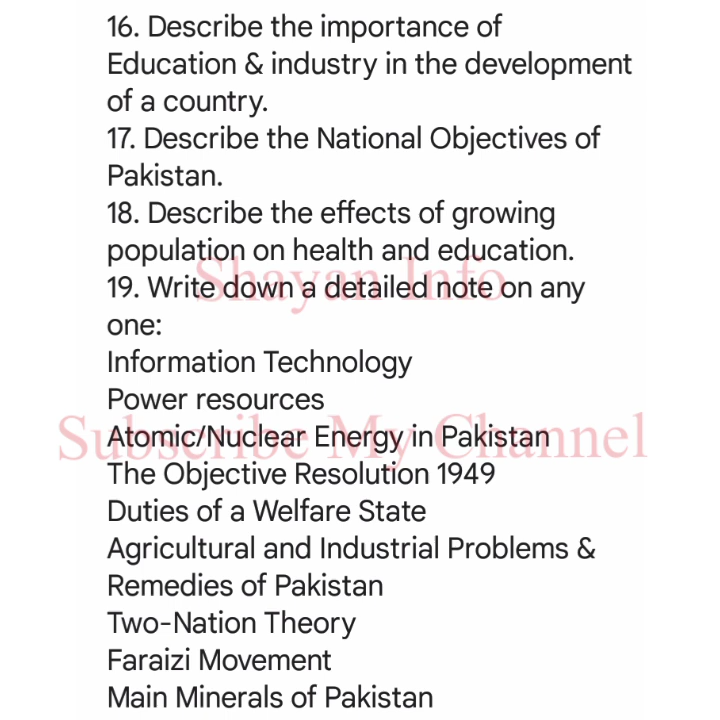 16. Describe the importance of
Education & industry in the development
of a country.
17. Describe the National Objectives of
Pakistan.
18. Describe the effects of growing
population on health and education.
Shayan Info
19. Write down a detailed note on any
one:
Information Technology
Power resources
Subscribe My Channel
Atomic/Nuclear Energy in Pakistan
The Objective Resolution 1949
Duties of a Welfare State
Agricultural and Industrial Problems &
Remedies of Pakistan
Two-Nation Theory
Faraizi Movement
Main Minerals of Pakistan